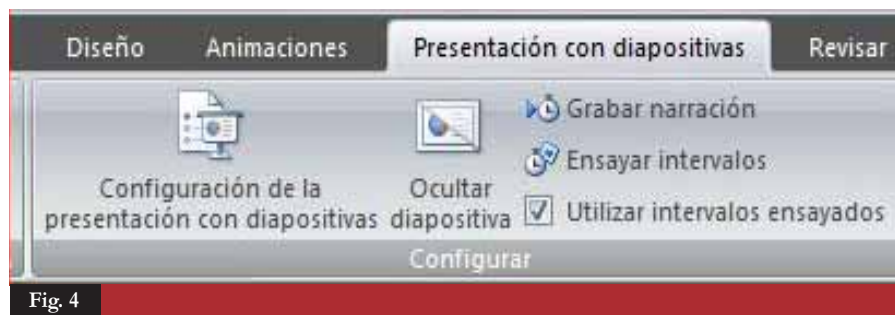 Diseño Animaciones Presentación con diapositivas Revisar
Configuración de la
presentación con diapositivas
Ocultar
diapositiva
Grabar narración
Ensayar intervalos
Utilizar intervalos ensayados
Configurar
Fig. 4